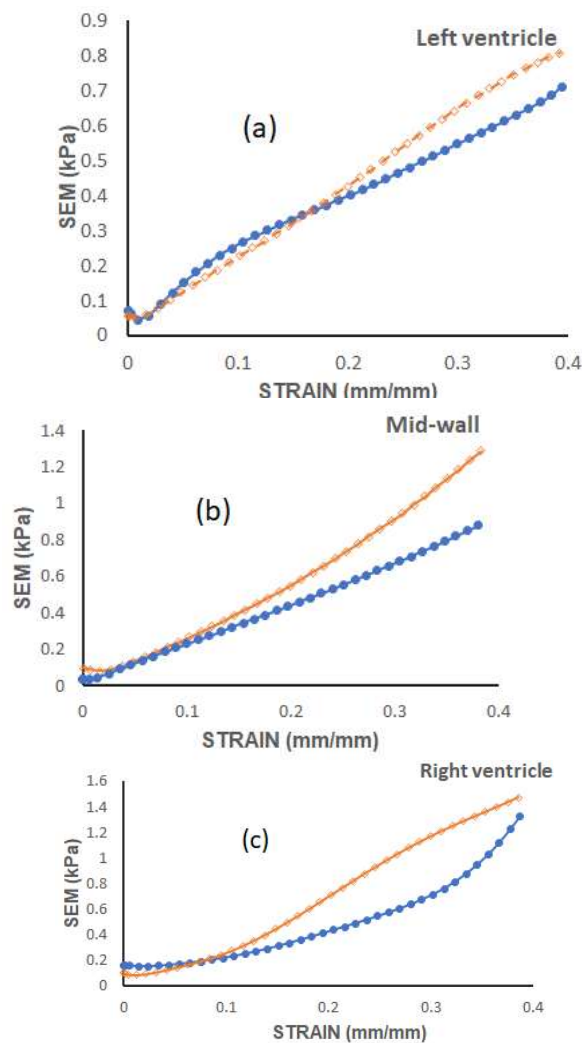 Left ventricle
(a)
SEM (kPa)
0.9
0.8
0.7
0.6
0.5
0.4
0.3
0.2
0.1
0
0 0.1 0.2 0.3 0.4
STRAIN (mm/mm)
Mid-wall
(b)
SEM (kPa)
1.4
1.2
1
0.8
0.6
0.4
0.2
0
0 0.1 0.2 0.3 0.4
STRAIN (mm/mm)
Right ventricle
(c)
SEM (kPa)
1.6
1.4
1.2
1
0.8
0.6
0.4
0.2
0
0 0.1 0.2 0.3 0.4
STRAIN (mm/mm)